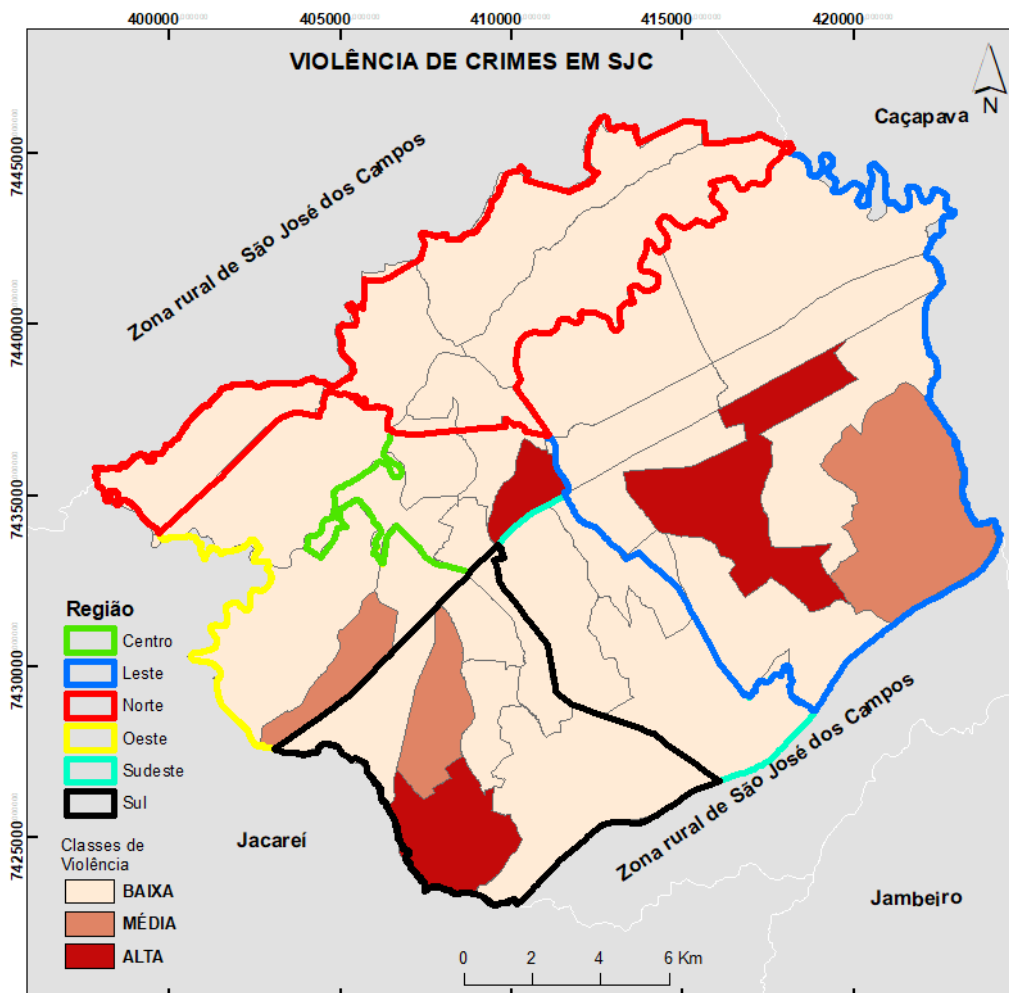 400000 405000 410000 415000 420000
VIOLÊNCIA DE CRIMES EM SJC
N
Caçapava
Zona rural de São José dos Campos
7445000
7440000
7435000
7430000
7425000
Região
Centro
Leste
Norte
Oeste
Sudeste
Sul
Zona rural de São José dos Campos
Jacareí
Jambeiro
Classes de
Violência
BAIXA
MÉDIA
ALTA
0 2 4 6 Km